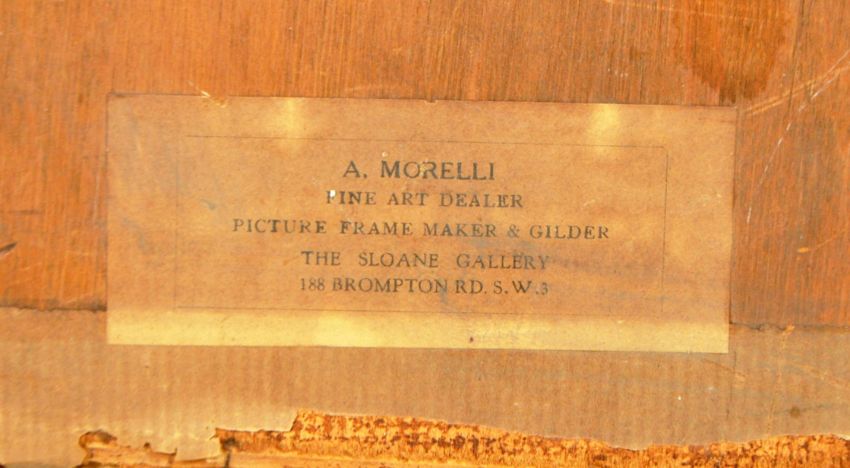 A. MORELLI
FINE ART DEALER
PICTURE FRAME MAKER & GILDER
THE SLOANE GALLERY
188 BROMPTON RD. S.W.3